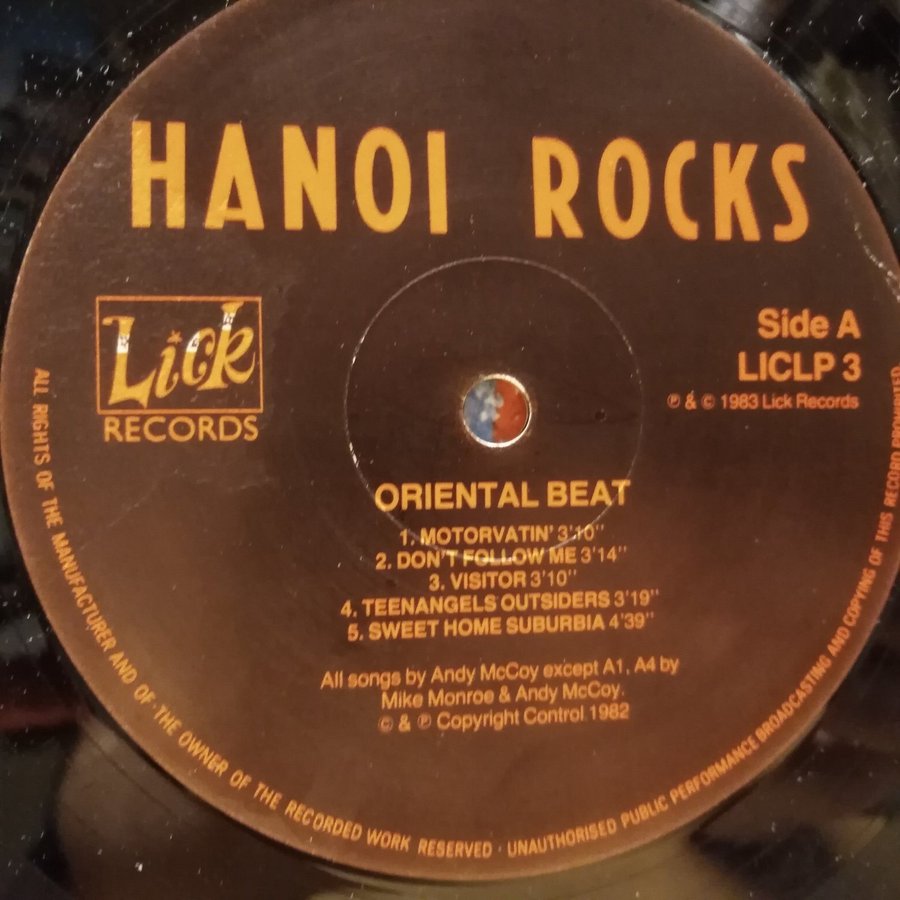 HANOI ROCKS
Lick
RECORDS
Side A
LICLP 3
℗ & © 1983 Lick Records
ORIENTAL BEAT
1. MOTORVATIN' 3'10"
2. DON'T FOLLOW ME 3'14"
3. VISITOR 3'10"
4. TEENANGELS OUTSIDERS 3'19"
5. SWEET HOME SUBURBIA 4'39"
All songs by Andy McCoy except A1, A4 by
Mike Monroe & Andy McCoy.
© & ℗ Copyright Control 1982
ALL RIGHTS OF THE MANUFACTURER AND OF · THE OWNER OF THE RECORDED WORK RESERVED · UNAUTHORISED PUBLIC PERFORMANCE BROADCASTING AND COPYING OF THIS RECORD PROHIBITED